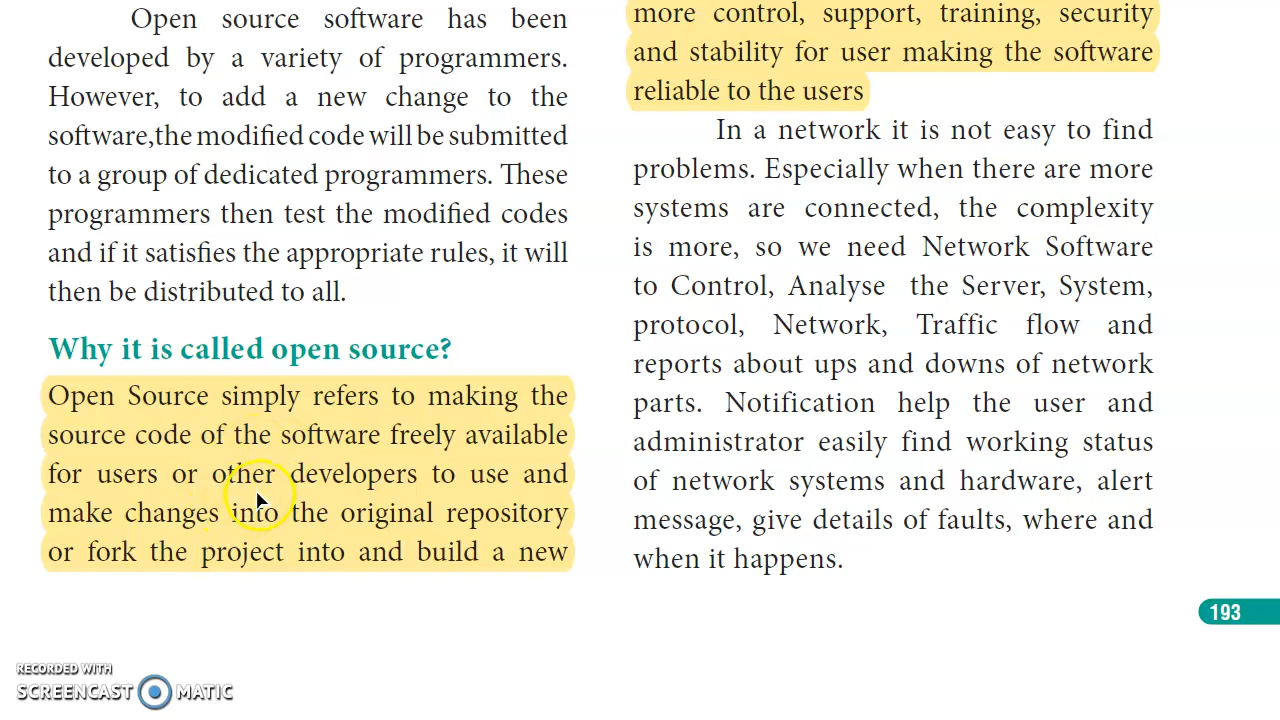 Open source software has been
developed by a variety of programmers.
However, to add a new change to the
software,the modified code will be submitted
to a group of dedicated programmers. These
programmers then test the modified codes
and if it satisfies the appropriate rules, it will
then be distributed to all.
Why it is called open source?
Open Source simply refers to making the
source code of the software freely available
for users or other developers to use and
make changes into the original repository
or fork the project into and build a new
more control, support, training, security
and stability for user making the software
reliable to the users
In a network it is not easy to find
problems. Especially when there are more
systems are connected, the complexity
is more, so we need Network Software
to Control, Analyse the Server, System,
protocol, Network, Traffic flow and
reports about ups and downs of network
parts. Notification help the user and
administrator easily find working status
of network systems and hardware, alert
message, give details of faults, where and
when it happens.
193
RECORDED WITH
SCREENCAST MATIC